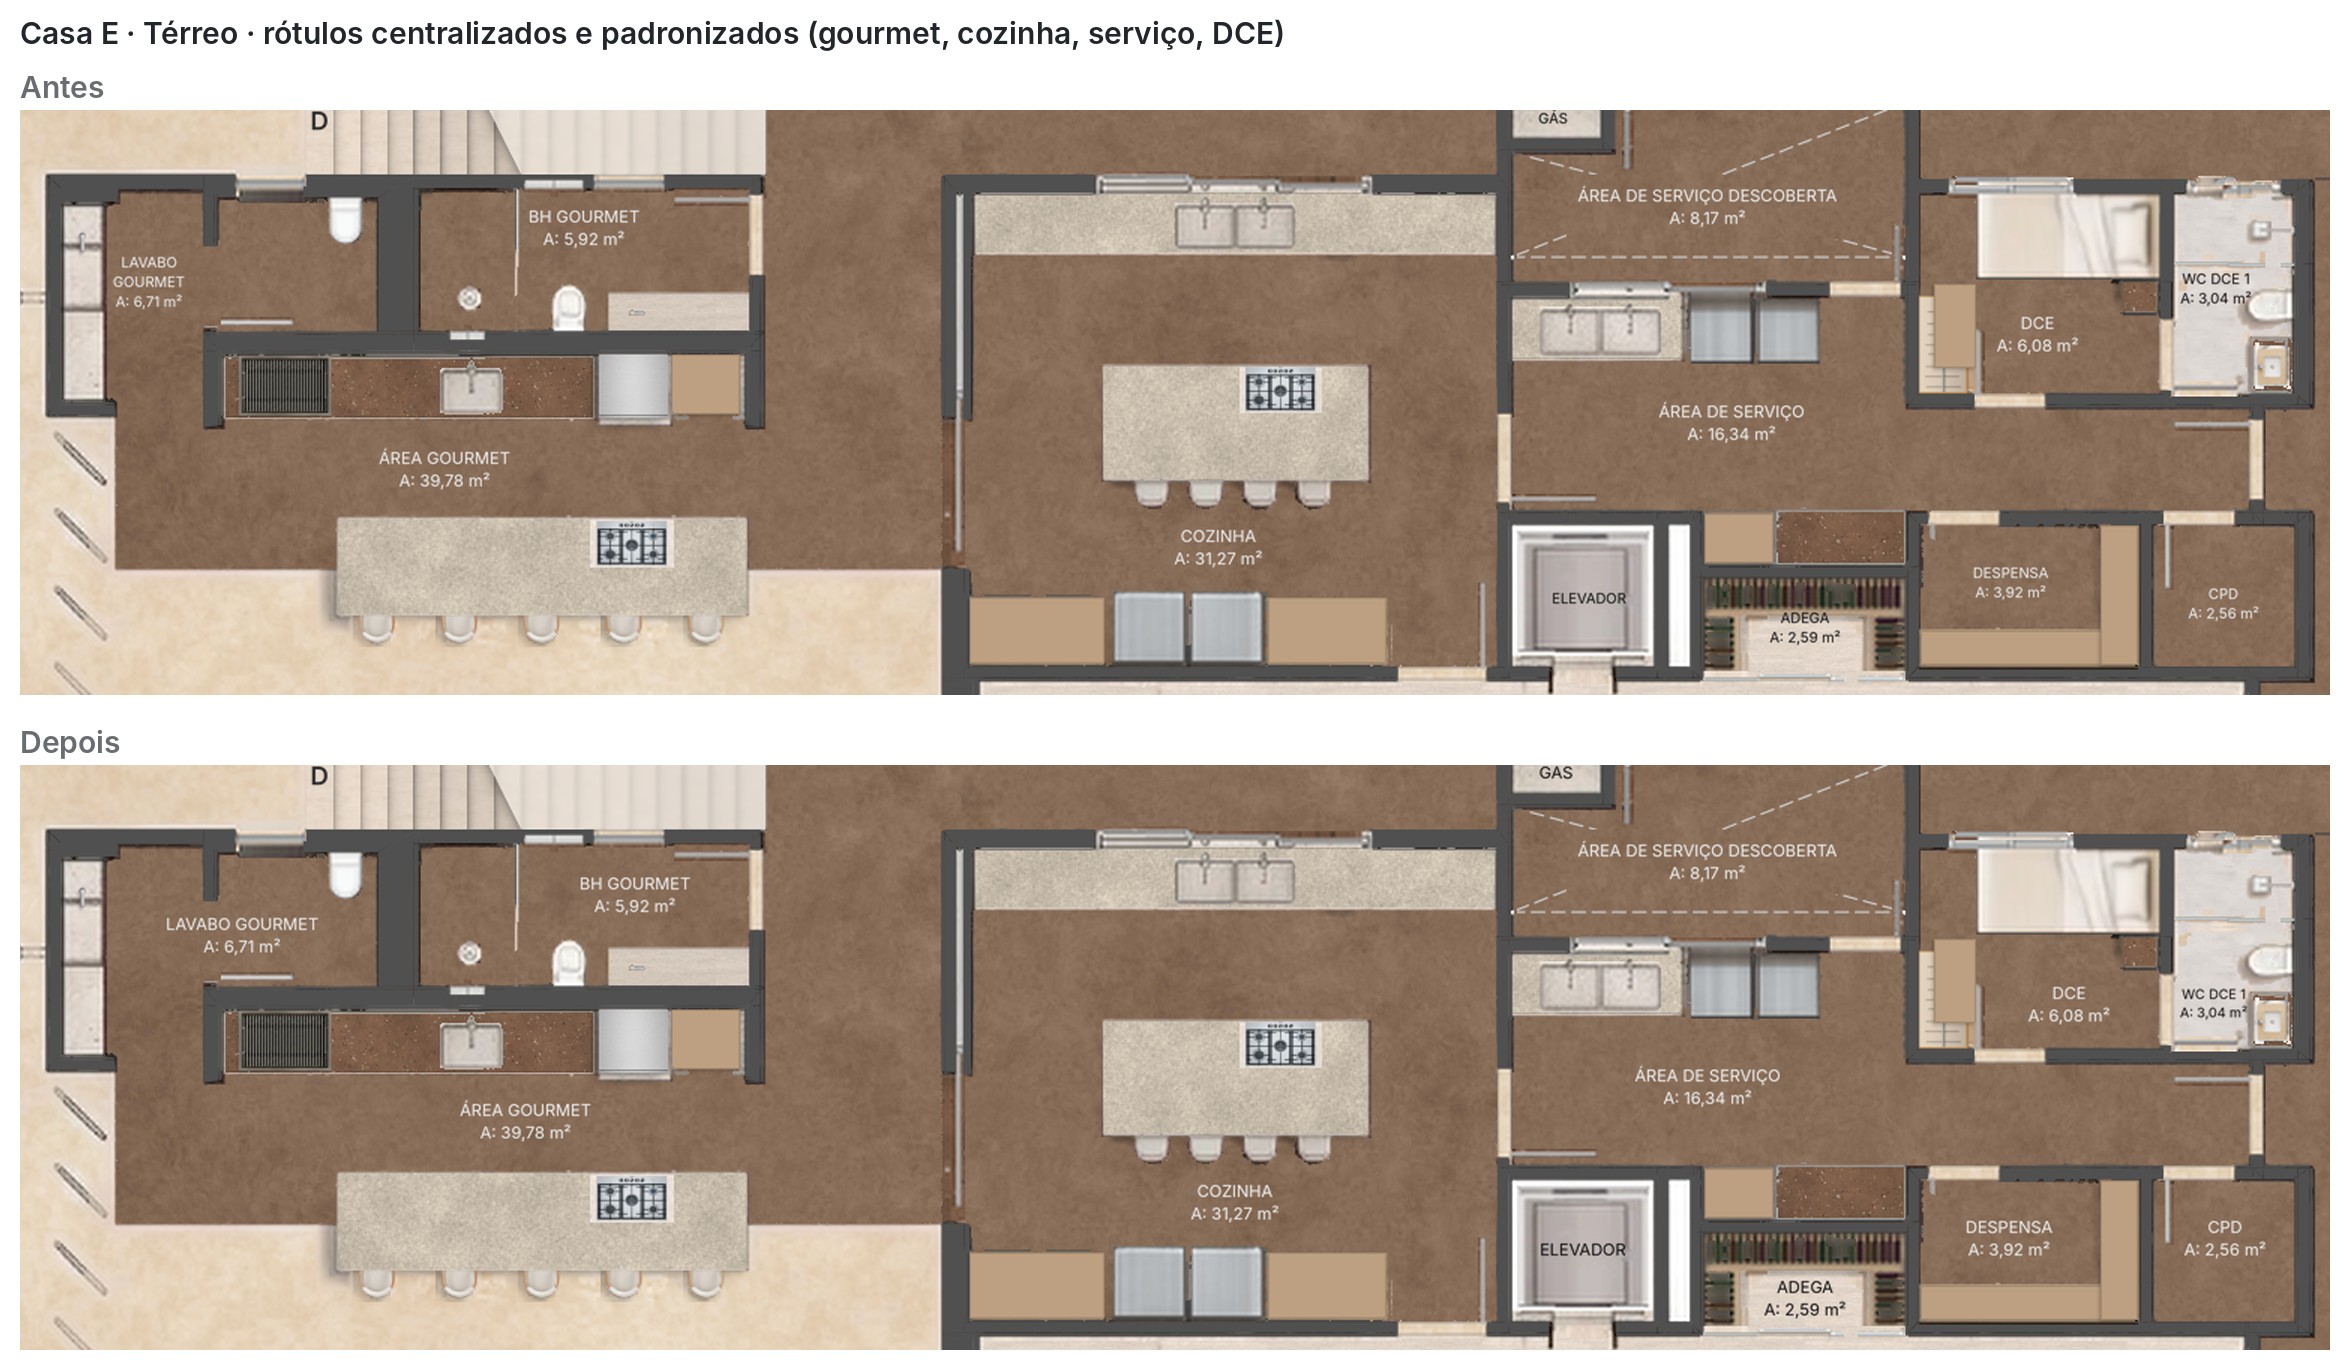 Casa E · Térreo · rótulos centralizados e padronizados (gourmet, cozinha, serviço, DCE)
Antes
D
GÁS
ÁREA DE SERVIÇO DESCOBERTA
A: 8,17 m²
BH GOURMET
A: 5,92 m²
LAVABO
GOURMET
A: 6,71 m²
WC DCE 1
A: 3,04 m²
DCE
A: 6,08 m²
ÁREA DE SERVIÇO
A: 16,34 m²
ÁREA GOURMET
A: 39,78 m²
COZINHA
A: 31,27 m²
ELEVADOR
ADEGA
A: 2,59 m²
DESPENSA
A: 3,92 m²
CPD
A: 2,56 m²
Depois
D
GÁS
ÁREA DE SERVIÇO DESCOBERTA
A: 8,17 m²
BH GOURMET
A: 5,92 m²
LAVABO GOURMET
A: 6,71 m²
DCE
A: 6,08 m²
WC DCE 1
A: 3,04 m²
ÁREA DE SERVIÇO
A: 16,34 m²
ÁREA GOURMET
A: 39,78 m²
COZINHA
A: 31,27 m²
ELEVADOR
ADEGA
A: 2,59 m²
DESPENSA
A: 3,92 m²
CPD
A: 2,56 m²